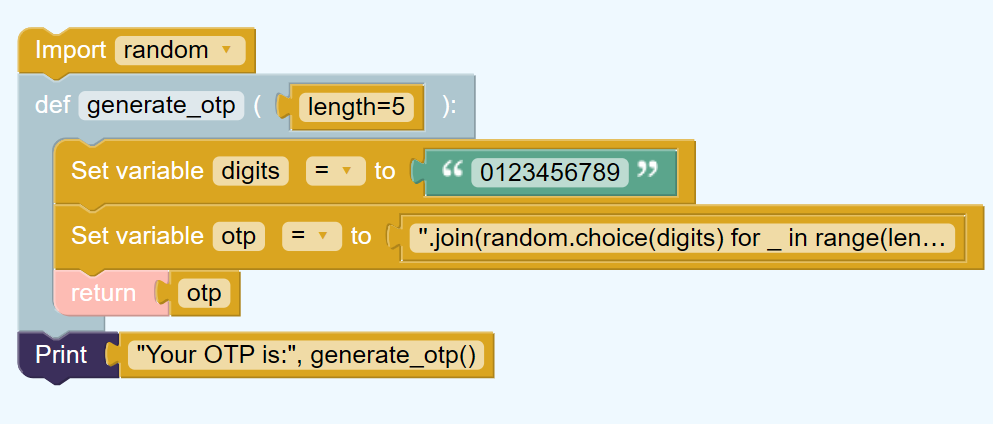 Import random
def generate_otp ( length=5 ):
Set variable digits = to “ 0123456789 ”
Set variable otp = to ''.join(random.choice(digits) for _ in range(len…
return otp
Print "Your OTP is:", generate_otp()